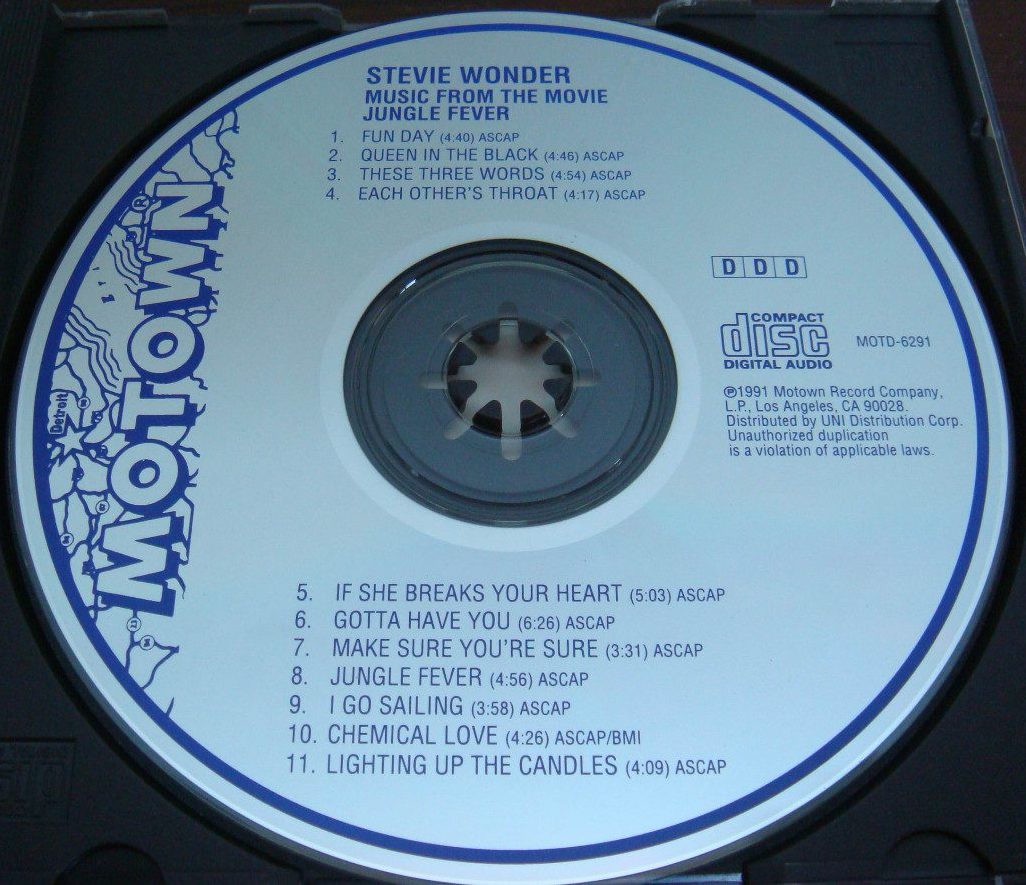 STEVIE WONDER
MUSIC FROM THE MOVIE
JUNGLE FEVER
1. FUN DAY (4:40) ASCAP
2. QUEEN IN THE BLACK (4:46) ASCAP
3. THESE THREE WORDS (4:54) ASCAP
4. EACH OTHER'S THROAT (4:17) ASCAP
MOTOWN
®
Detroit
DDD
COMPACT
disc
DIGITAL AUDIO
MOTD-6291
℗1991 Motown Record Company,
L.P., Los Angeles, CA 90028.
Distributed by UNI Distribution Corp.
Unauthorized duplication
is a violation of applicable laws.
5. IF SHE BREAKS YOUR HEART (5:03) ASCAP
6. GOTTA HAVE YOU (6:26) ASCAP
7. MAKE SURE YOU'RE SURE (3:31) ASCAP
8. JUNGLE FEVER (4:56) ASCAP
9. I GO SAILING (3:58) ASCAP
10. CHEMICAL LOVE (4:26) ASCAP/BMI
11. LIGHTING UP THE CANDLES (4:09) ASCAP